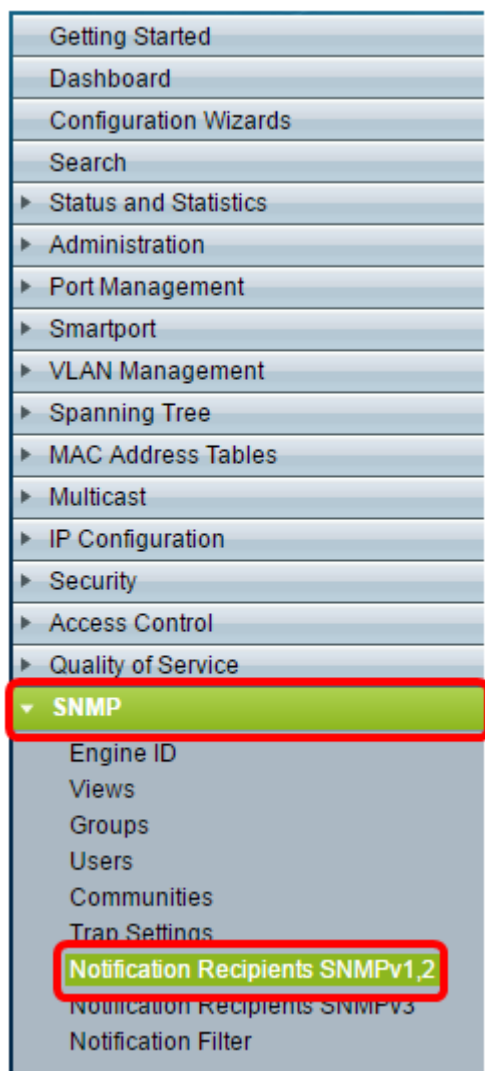 Getting Started
Dashboard
Configuration Wizards
Search
Status and Statistics
Administration
Port Management
Smartport
VLAN Management
Spanning Tree
MAC Address Tables
Multicast
IP Configuration
Security
Access Control
Quality of Service
SNMP
Engine ID
Views
Groups
Users
Communities
Trap Settings
Notification Recipients SNMPv1,2
Notification Recipients SNMPv3
Notification Filter